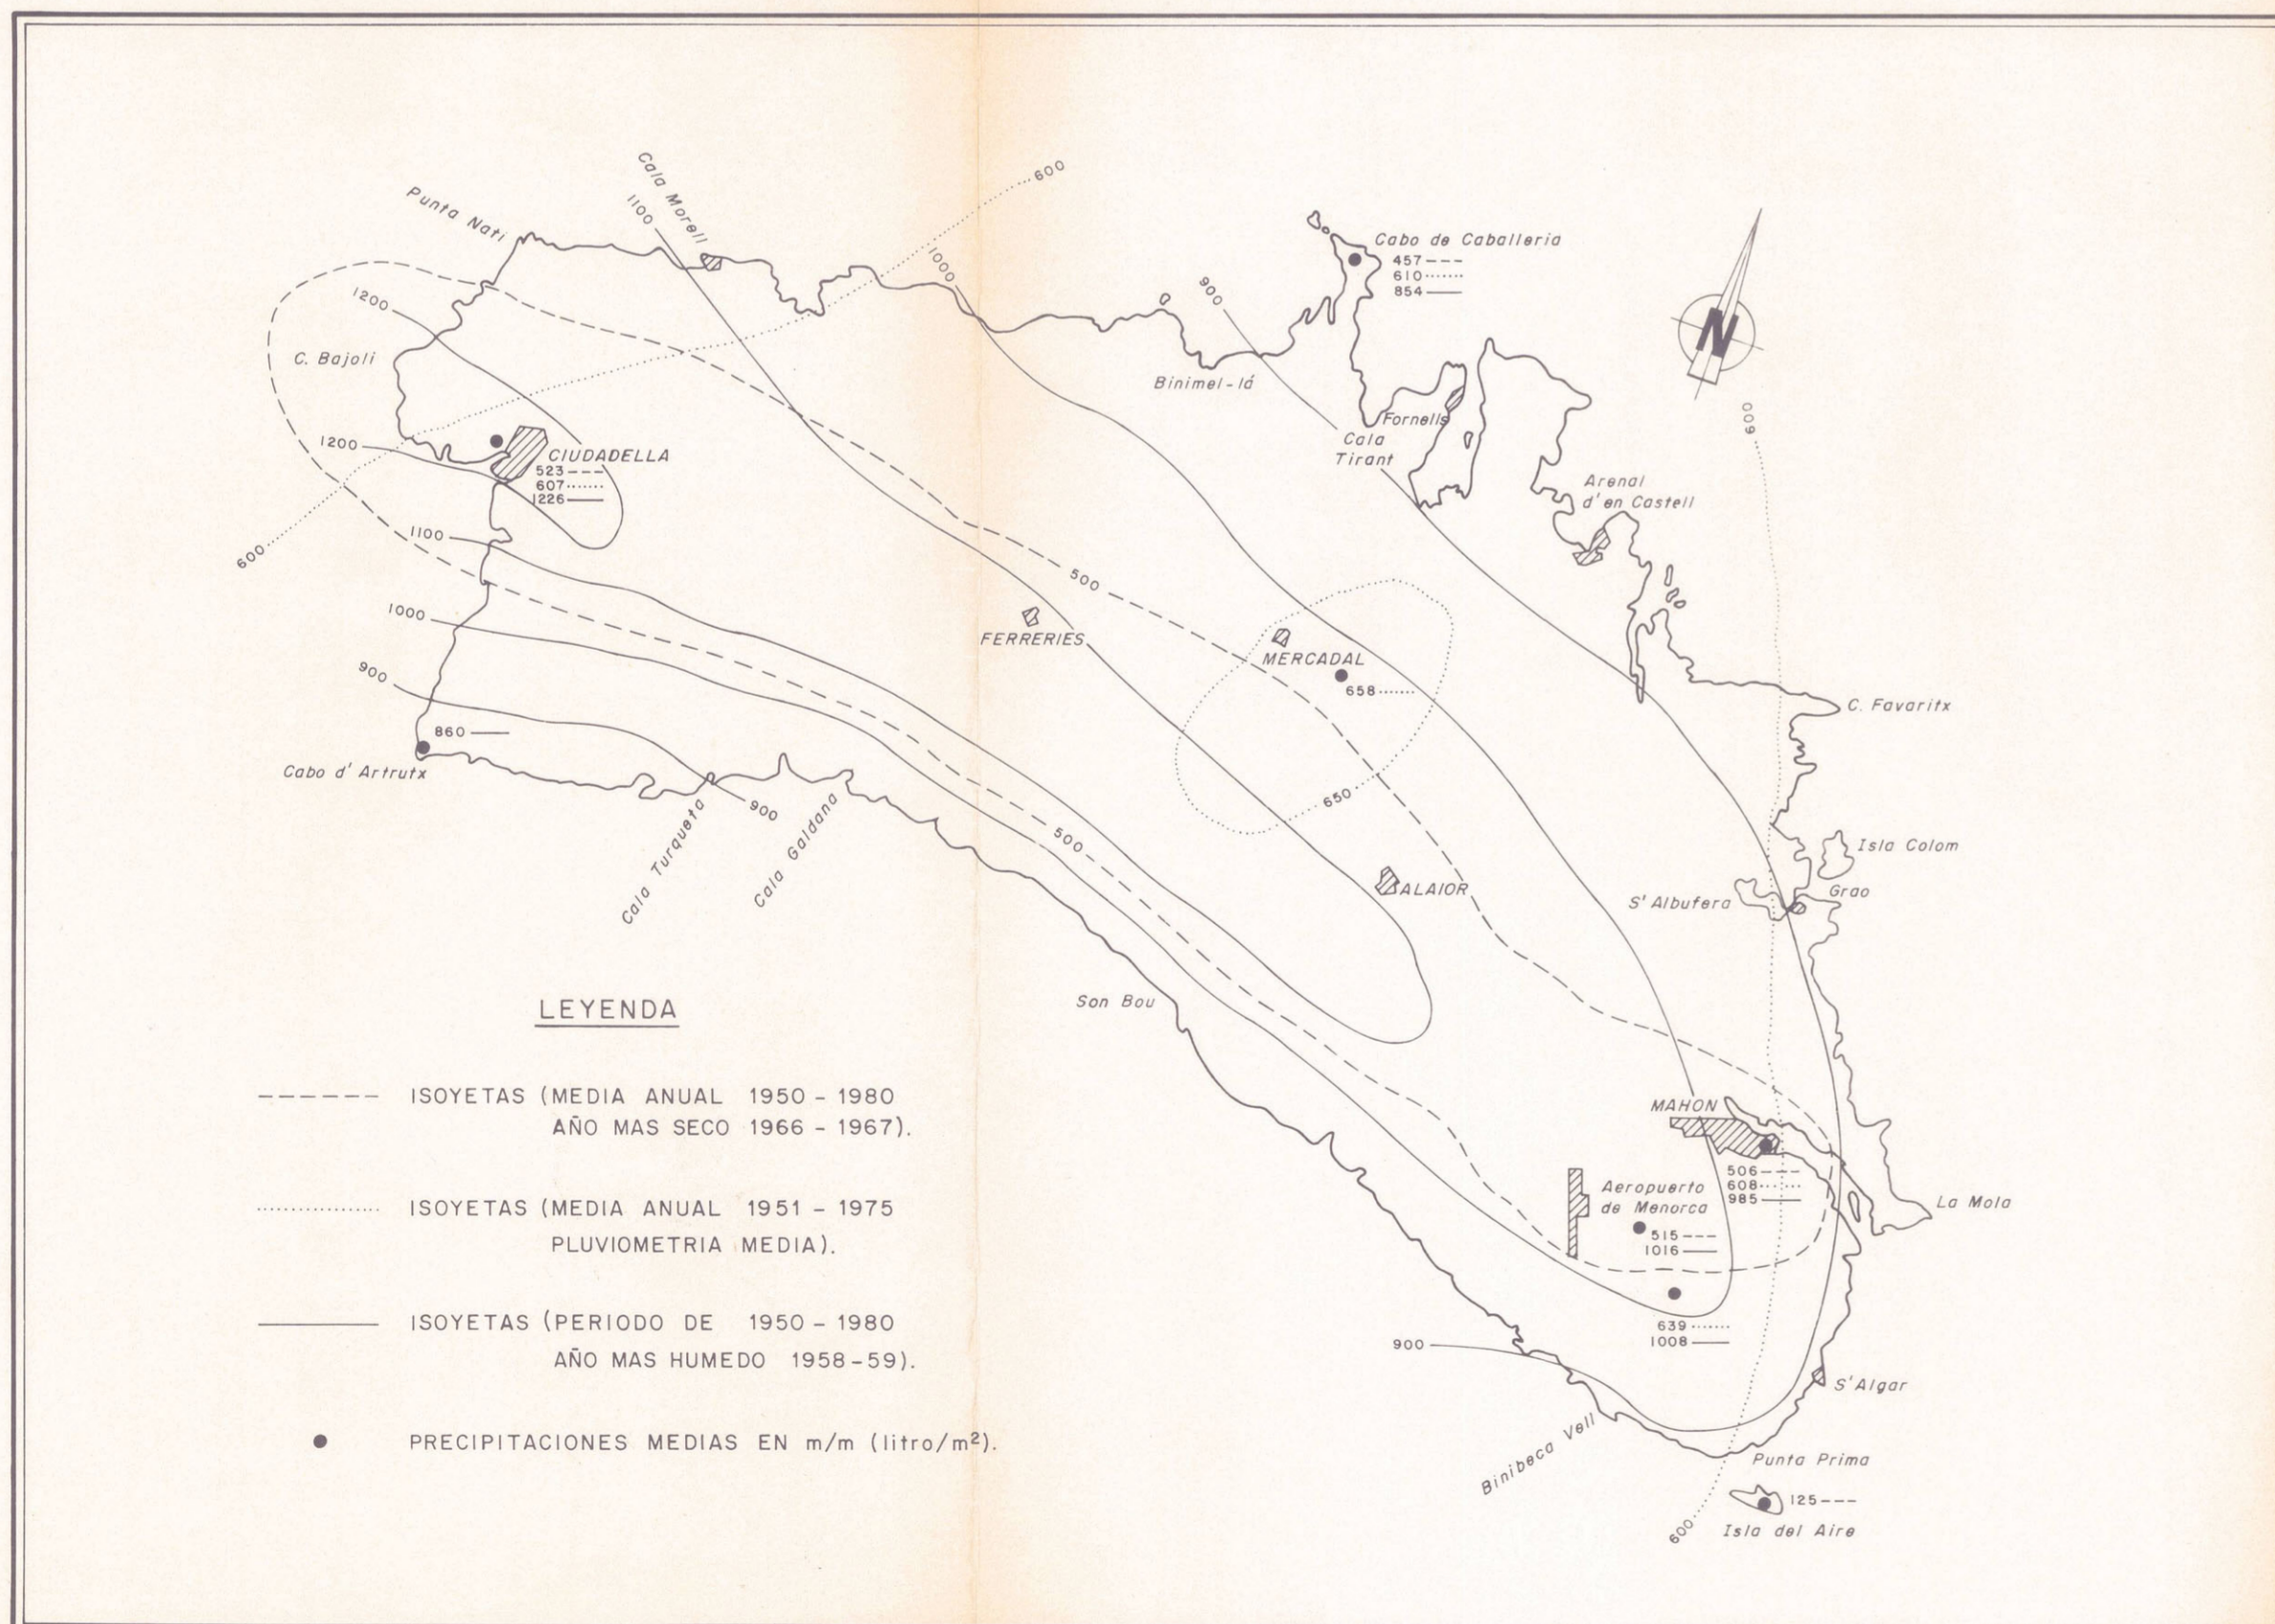 Punta Nati
Cala Morell
1100
600
1000
900
Cabo de Caballeria
457
610
854
N
1200
C. Bajoli
Binimel-lá
Fornells
Cala
Tirant
600
1200
CIUDADELLA
523
607
1226
Arenal
d'en Castell
600
1100
500
1000
FERRERIES
MERCADAL
658
900
860
Cabo d'Artrutx
C. Favaritx
900
Cala Turqueta
Cala Galdana
650
500
Isla Colom
ALAIOR
Grao
S'Albufera
Son Bou
LEYENDA
ISOYETAS (MEDIA ANUAL 1950 - 1980
AÑO MAS SECO 1966 - 1967).
ISOYETAS (MEDIA ANUAL 1951 - 1975
PLUVIOMETRIA MEDIA).
ISOYETAS (PERIODO DE 1950 - 1980
AÑO MAS HUMEDO 1958-59).
PRECIPITACIONES MEDIAS EN m/m (litro/m²).
MAHON
506
608
985
Aeropuerto
de Menorca
515
1016
La Mola
639
1008
900
S'Algar
Binibeca Vell
Punta Prima
125
Isla del Aire
600